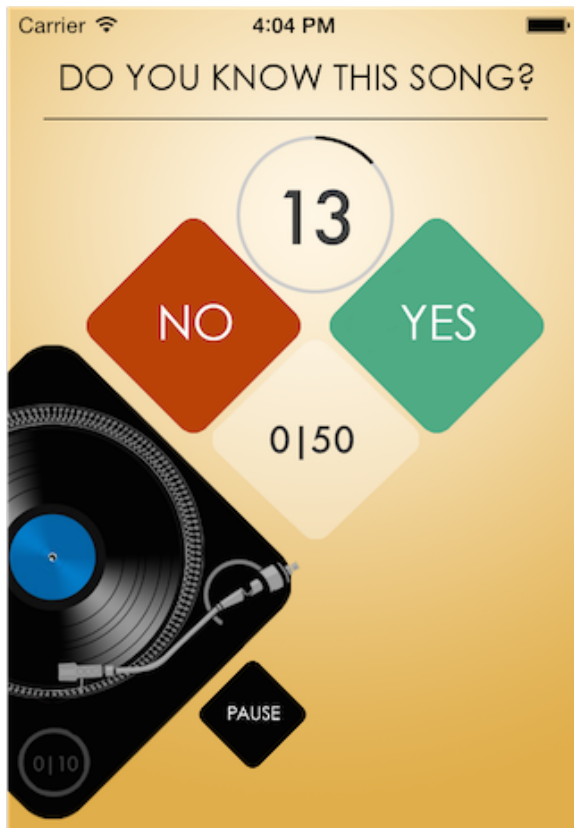 Carrier 4:04 PM
DO YOU KNOW THIS SONG?
13
NO YES
0|50
PAUSE
0|10